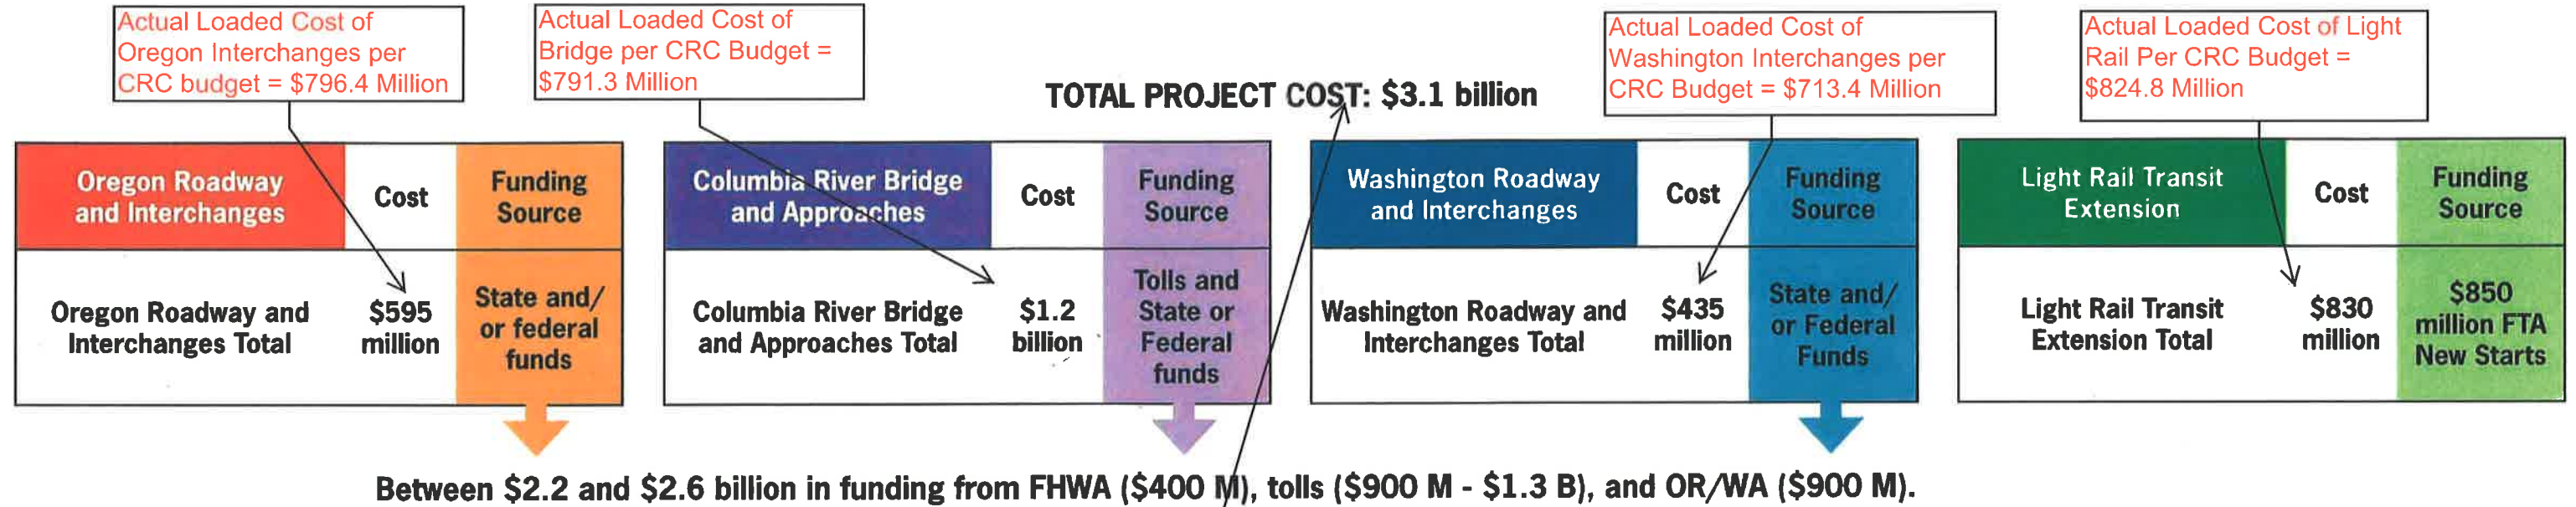 Actual Loaded Cost of
Oregon Interchanges per
CRC budget = $796.4 Million
Actual Loaded Cost of
Bridge per CRC Budget =
$791.3 Million
TOTAL PROJECT COST: $3.1 billion
Actual Loaded Cost of
Washington Interchanges per
CRC Budget = $713.4 Million
Actual Loaded Cost of Light
Rail Per CRC Budget =
$824.8 Million
Oregon Roadway
and Interchanges
Cost
Funding
Source
Oregon Roadway and
Interchanges Total
$595
million
State and/
or federal
funds
Columbia River Bridge
and Approaches
Cost
Funding
Source
Columbia River Bridge
and Approaches Total
$1.2
billion
Tolls and
State or
Federal
funds
Washington Roadway
and Interchanges
Cost
Funding
Source
Washington Roadway and
Interchanges Total
$435
million
State and/
or Federal
Funds
Light Rail Transit
Extension
Cost
Funding
Source
Light Rail Transit
Extension Total
$830
million
$850
million FTA
New Starts
Between $2.2 and $2.6 billion in funding from FHWA ($400 M), tolls ($900 M - $1.3 B), and OR/WA ($900 M).